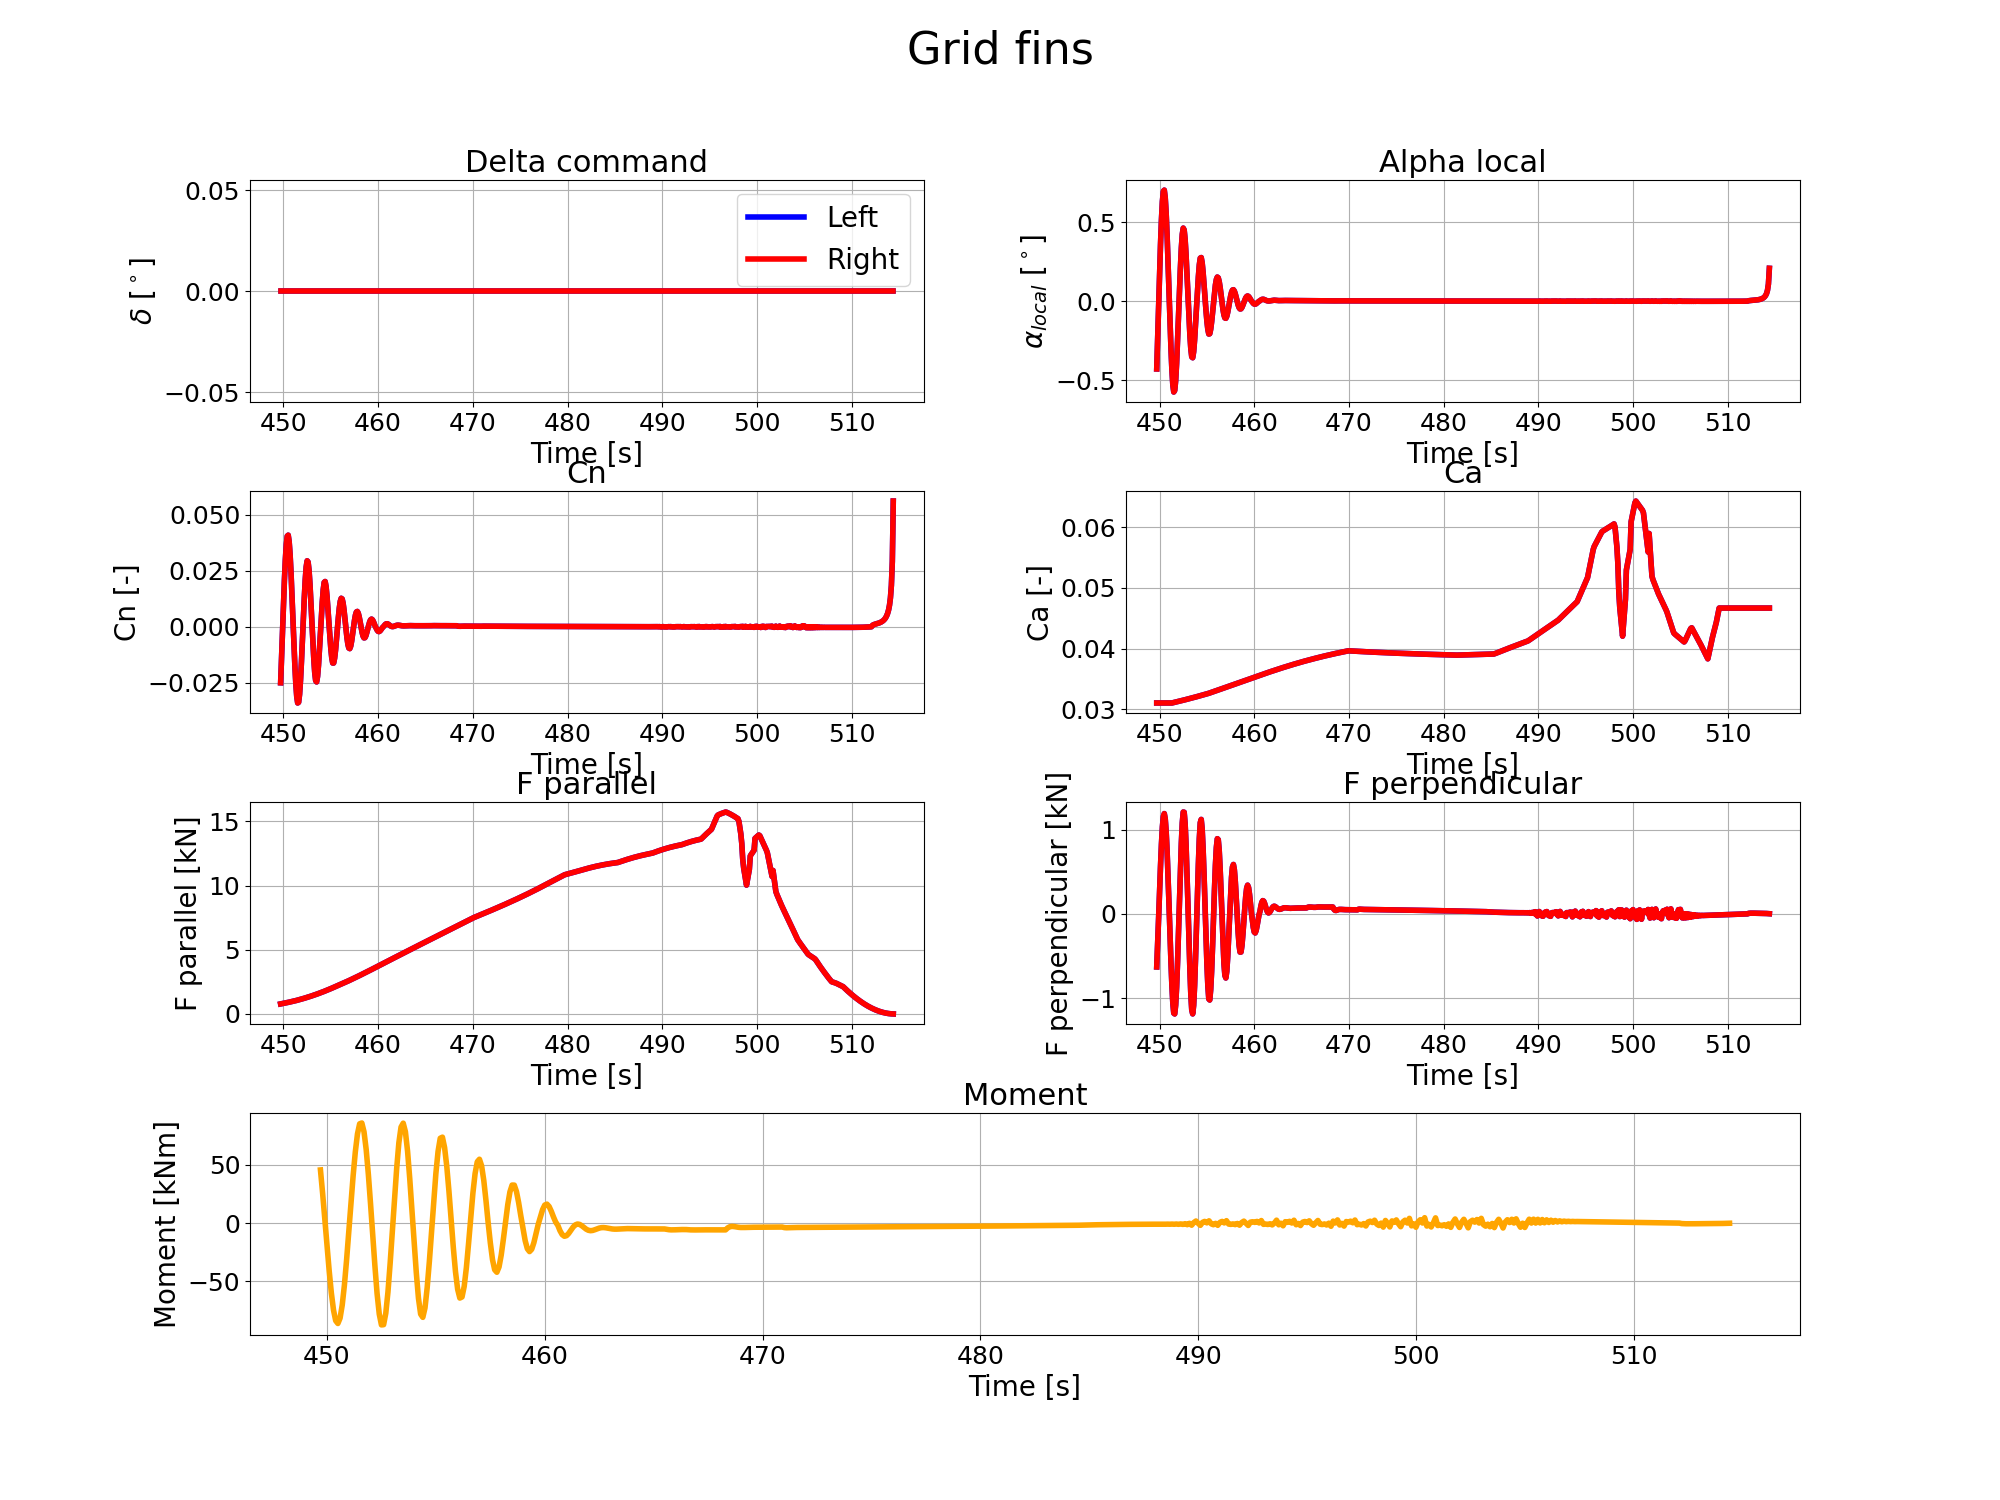 Grid fins
Delta command
δ [°]
0.05
0.00
−0.05
Left
Right
450 460 470 480 490 500 510
Time [s]
Alpha local
α_local [°]
0.5
0.0
−0.5
450 460 470 480 490 500 510
Time [s]
Cn
Cn [-]
0.050
0.025
0.000
−0.025
450 460 470 480 490 500 510
Time [s]
Ca
Ca [-]
0.06
0.05
0.04
0.03
450 460 470 480 490 500 510
Time [s]
F parallel
F parallel [kN]
15
10
5
0
450 460 470 480 490 500 510
Time [s]
F perpendicular
F perpendicular [kN]
1
0
−1
450 460 470 480 490 500 510
Time [s]
Moment
Moment [kNm]
50
0
−50
450 460 470 480 490 500 510
Time [s]